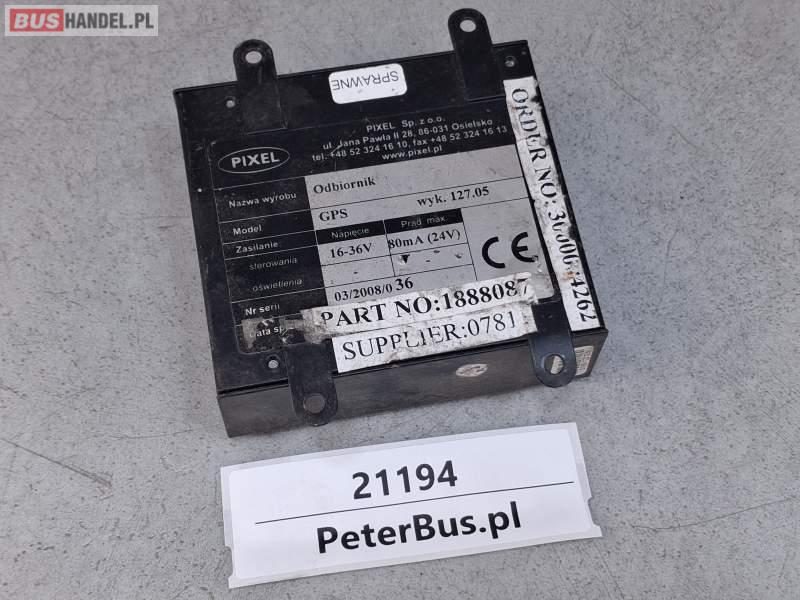 BUSHANDEL.PL
SPRAWNE
PIXEL
PIXEL Sp. z o.o.
ul. Jana Pawła II 28, 86-031 Osielsko
tel. +48 52 324 16 10, fax +48 52 324 16 13
www.pixel.pl
Nazwa wyrobu Odbiornik
Model GPS wyk. 127.05
Zasilanie Napięcie Prąd max.
16-36V 80mA (24V)
sterowania - -
oświetlenia - -
Nr serii 03/2008/0 36
Data
CE
PART NO:1888087
SUPPLIER:0781
ORDER NO:
4262
21194
PeterBus.pl